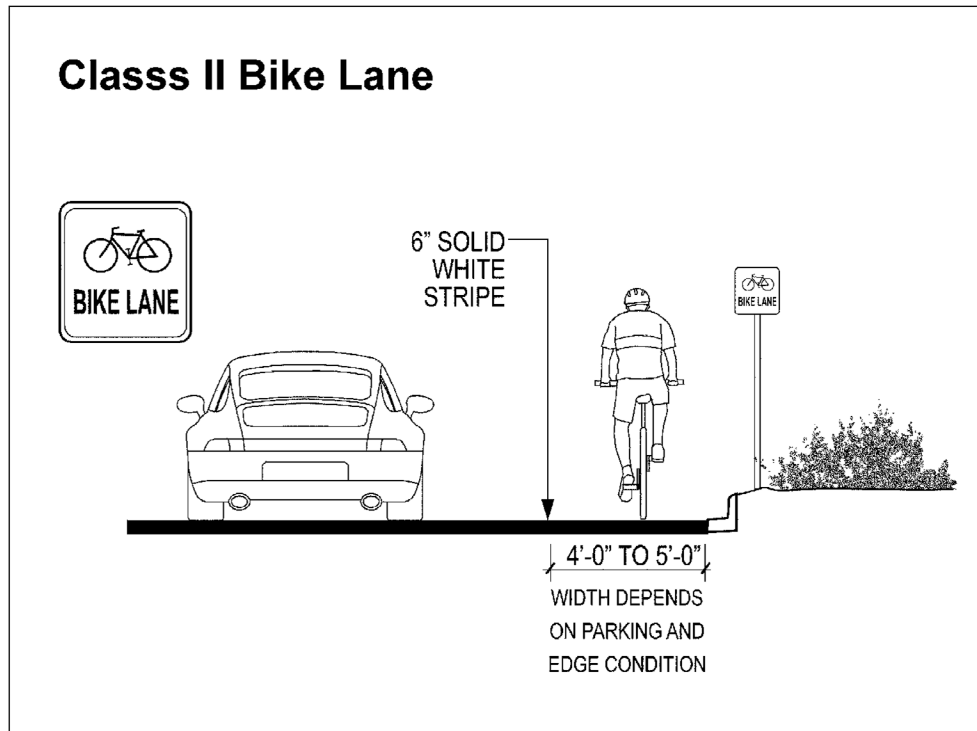 Classs II Bike Lane
BIKE LANE
6” SOLID
WHITE
STRIPE
BIKE LANE
4’-0” TO 5’-0”
WIDTH DEPENDS
ON PARKING AND
EDGE CONDITION